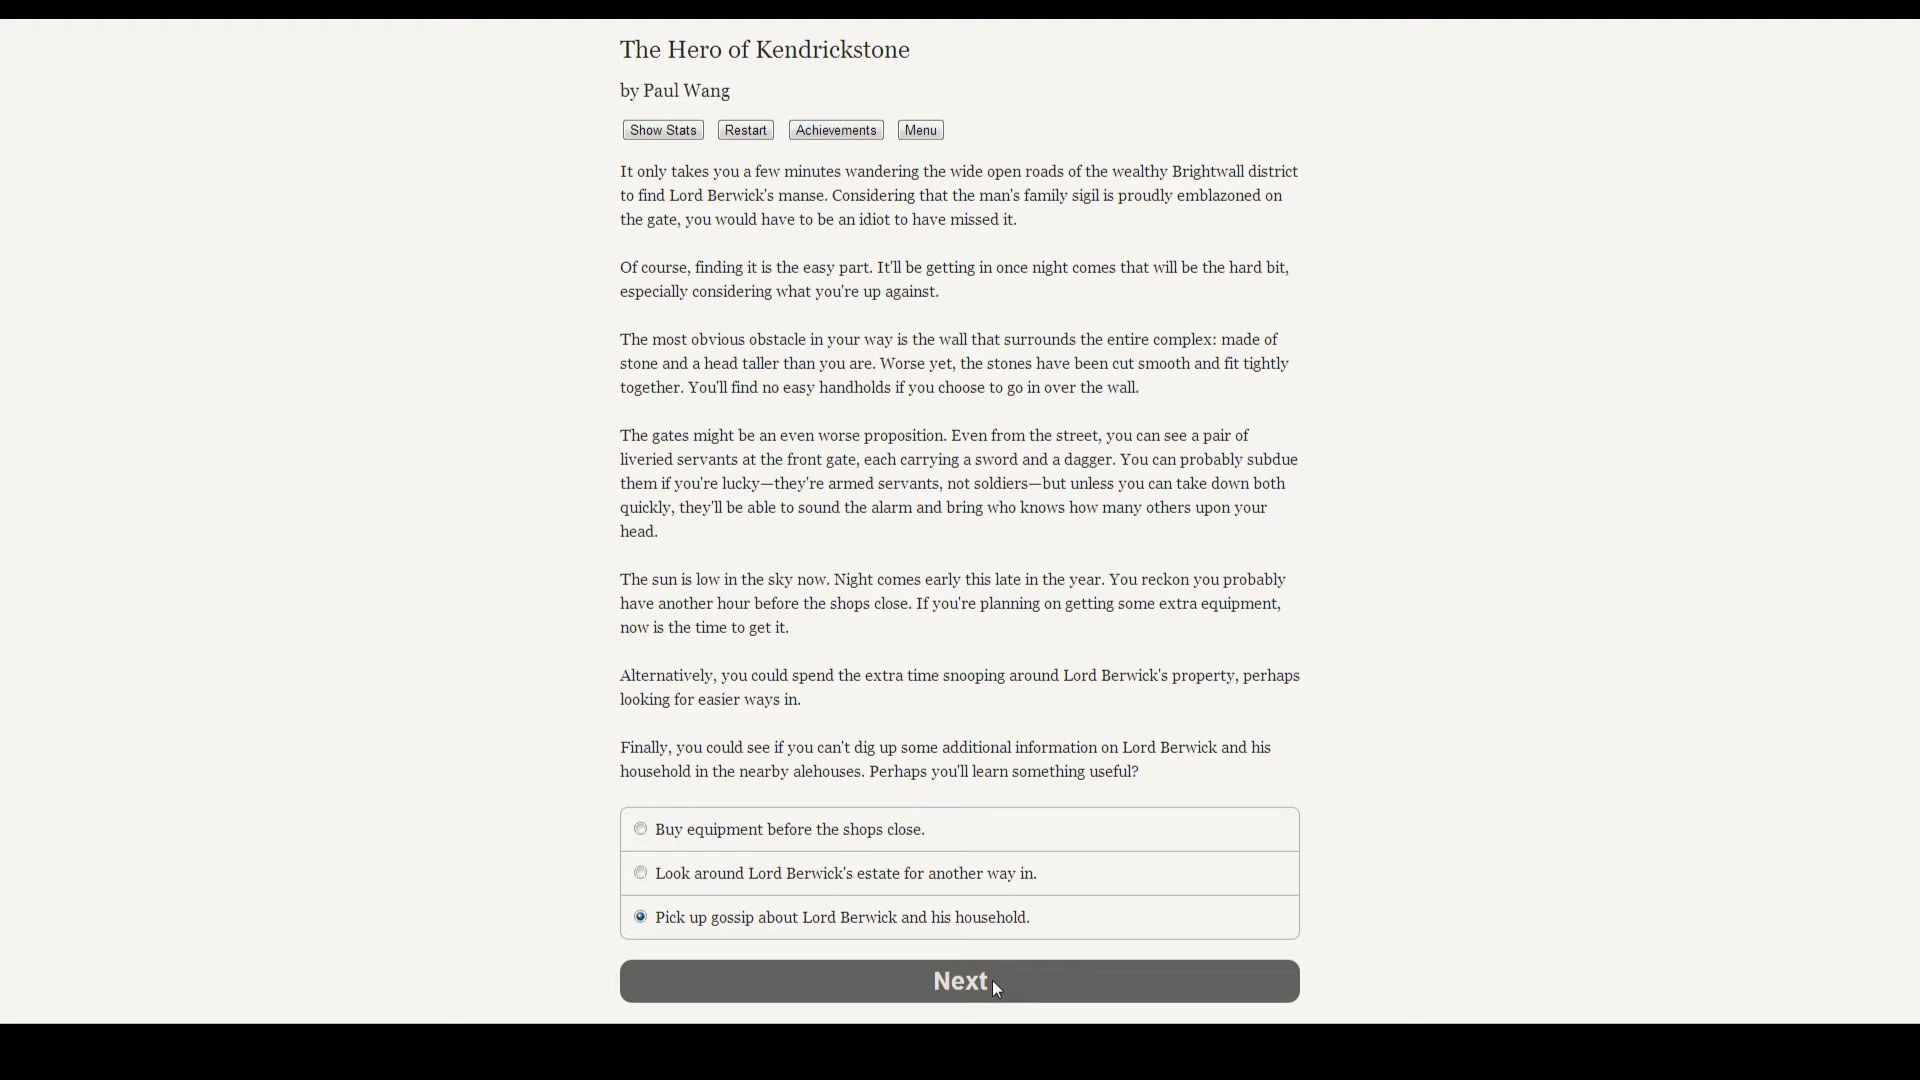 The Hero of Kendrickstone
by Paul Wang
Show Stats Restart Achievements Menu
It only takes you a few minutes wandering the wide open roads of the wealthy Brightwall district
to find Lord Berwick's manse. Considering that the man's family sigil is proudly emblazoned on
the gate, you would have to be an idiot to have missed it.
Of course, finding it is the easy part. It'll be getting in once night comes that will be the hard bit,
especially considering what you're up against.
The most obvious obstacle in your way is the wall that surrounds the entire complex: made of
stone and a head taller than you are. Worse yet, the stones have been cut smooth and fit tightly
together. You'll find no easy handholds if you choose to go in over the wall.
The gates might be an even worse proposition. Even from the street, you can see a pair of
liveried servants at the front gate, each carrying a sword and a dagger. You can probably subdue
them if you're lucky—they're armed servants, not soldiers—but unless you can take down both
quickly, they'll be able to sound the alarm and bring who knows how many others upon your
head.
The sun is low in the sky now. Night comes early this late in the year. You reckon you probably
have another hour before the shops close. If you're planning on getting some extra equipment,
now is the time to get it.
Alternatively, you could spend the extra time snooping around Lord Berwick's property, perhaps
looking for easier ways in.
Finally, you could see if you can't dig up some additional information on Lord Berwick and his
household in the nearby alehouses. Perhaps you'll learn something useful?
Buy equipment before the shops close.
Look around Lord Berwick's estate for another way in.
Pick up gossip about Lord Berwick and his household.
Next